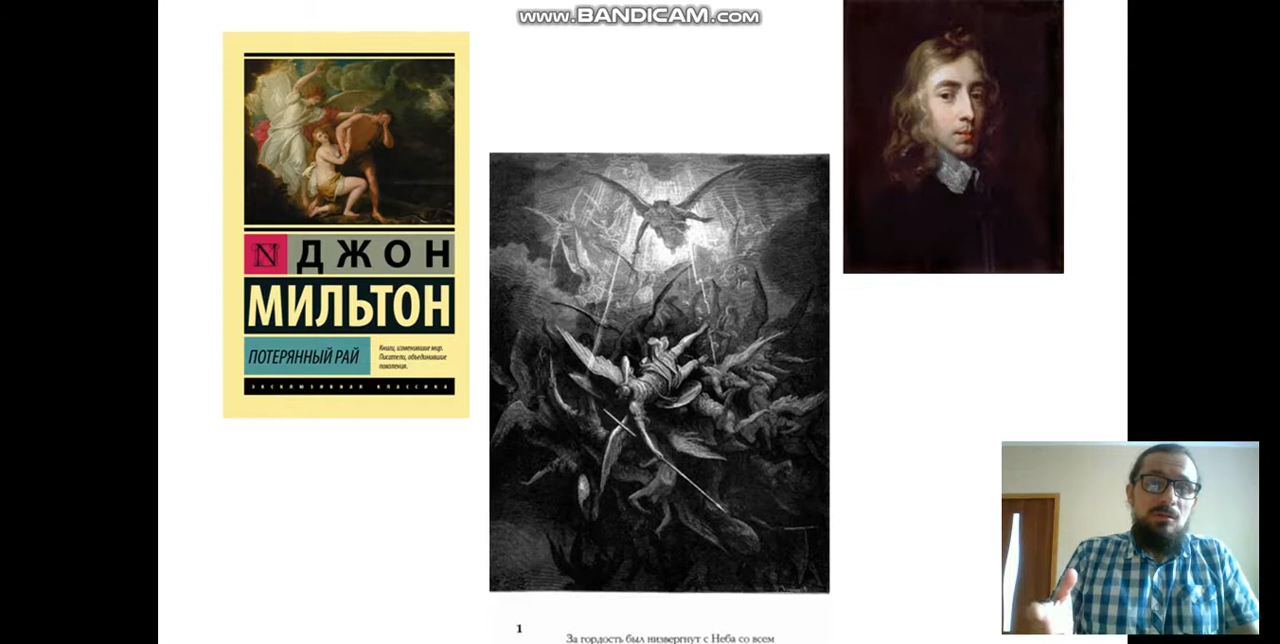 WWW.BANDICAM.COM
N ДЖОН
МИЛЬТОН
ПОТЕРЯННЫЙ РАЙ
Книги, изменившие мир.
Писатели, объединившие
поколения.
ЭКСКЛЮЗИВНАЯ КЛАССИКА
1
За гордость был низвергнут с Неба со всем